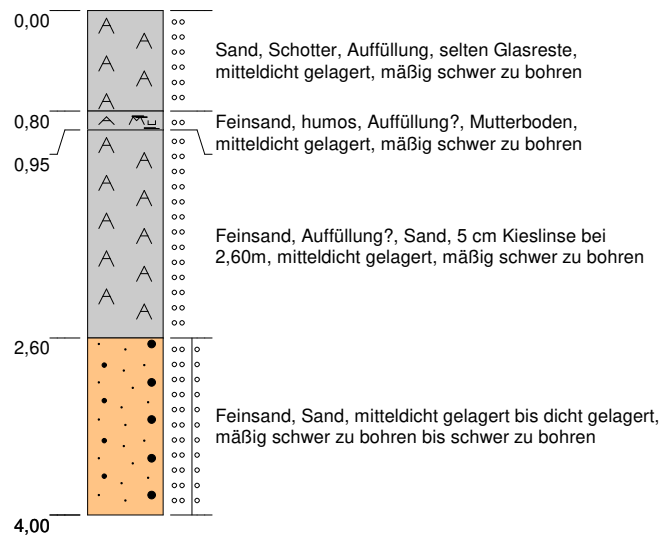 0,00
Sand, Schotter, Auffüllung, selten Glasreste,
mitteldicht gelagert, mäßig schwer zu bohren
0,80
Feinsand, humos, Auffüllung?, Mutterboden,
mitteldicht gelagert, mäßig schwer zu bohren
0,95
Feinsand, Auffüllung?, Sand, 5 cm Kieslinse bei
2,60m, mitteldicht gelagert, mäßig schwer zu bohren
2,60
Feinsand, Sand, mitteldicht gelagert bis dicht gelagert,
mäßig schwer zu bohren bis schwer zu bohren
4,00